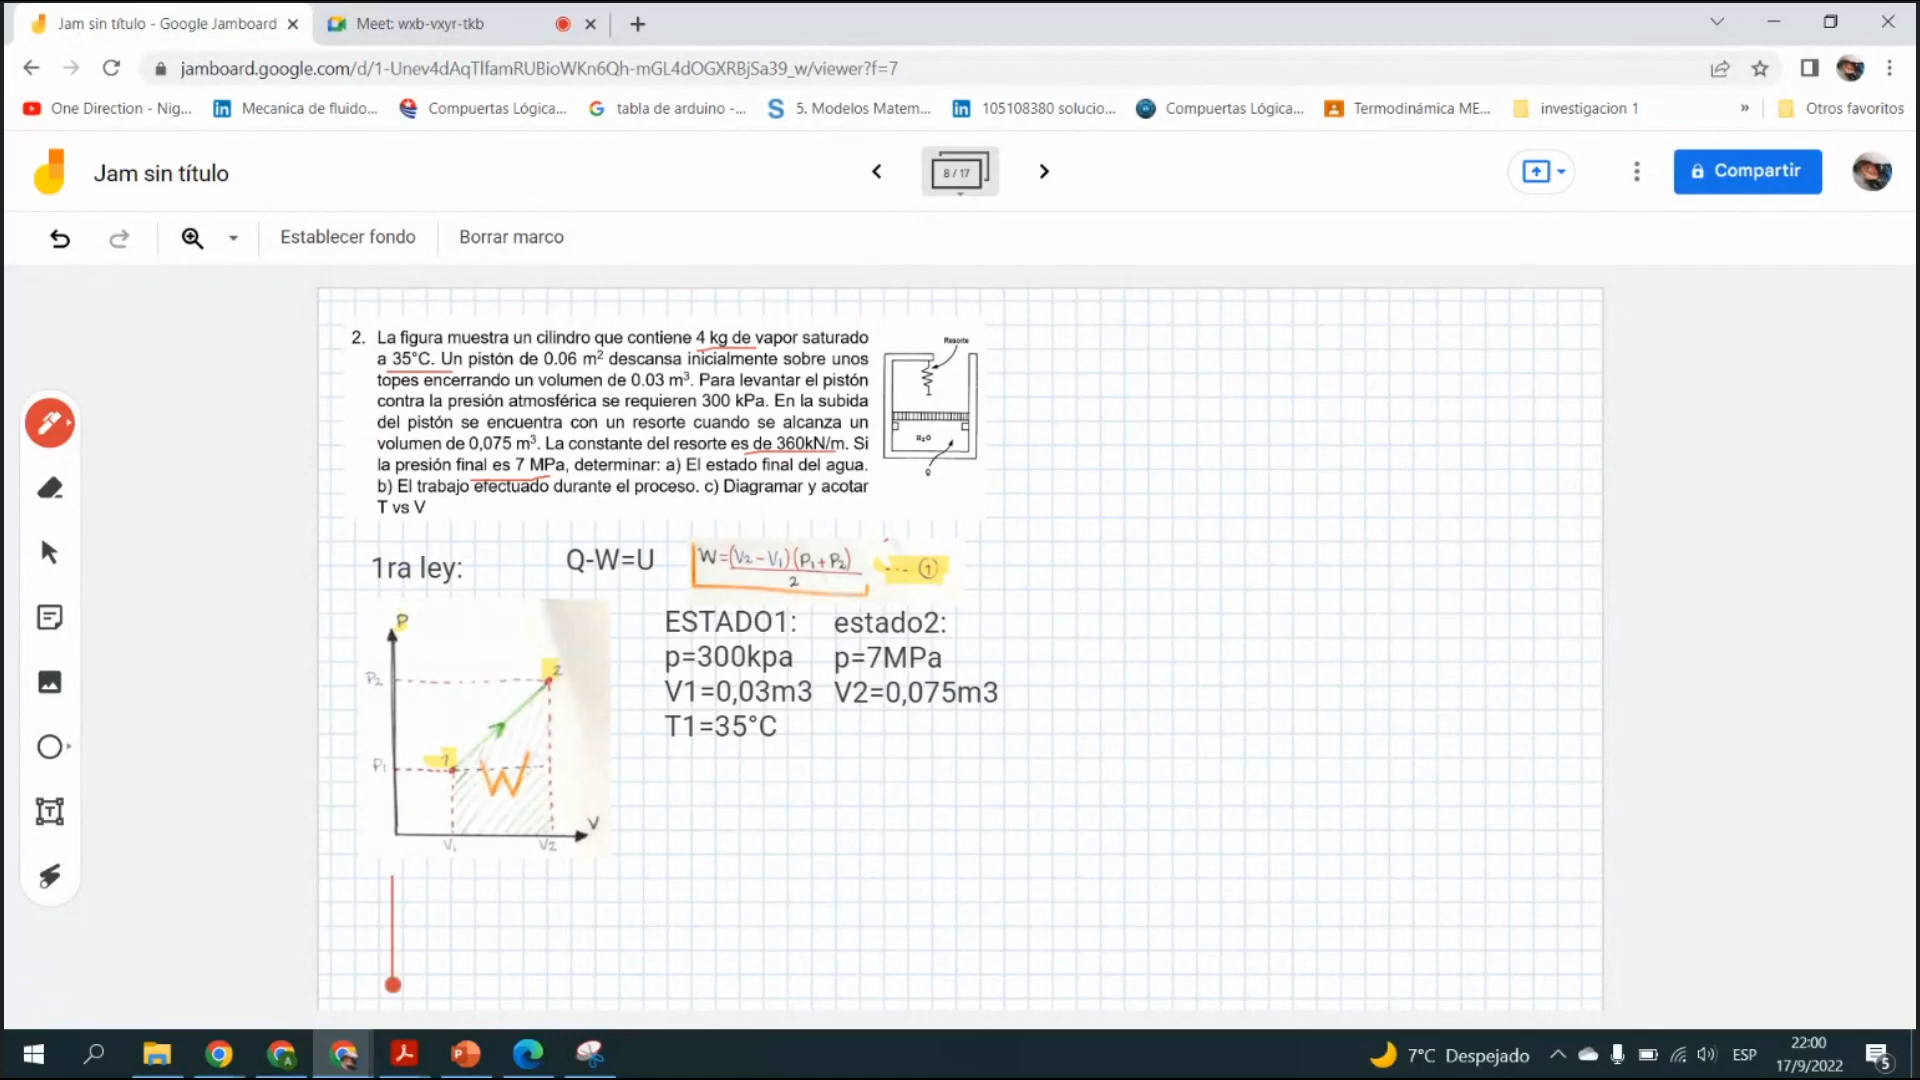 Jam sin título - Google Jamboard
Meet: wxb-vxyr-tkb
jamboard.google.com/d/1-Unev4dAqTlfamRUBioWKn6Qh-mGL4dOGXRBjSa39_w/viewer?f=7
One Direction - Nig...
Mecanica de fluido...
Compuertas Lógica...
tabla de arduino -...
5. Modelos Matem...
105108380 solucio...
Compuertas Lógica...
Termodinámica ME...
investigacion 1
»
Otros favoritos
Jam sin título
8 / 17
Compartir
Establecer fondo
Borrar marco
2. La figura muestra un cilindro que contiene 4 kg de vapor saturado
a 35°C. Un pistón de 0.06 m² descansa inicialmente sobre unos
topes encerrando un volumen de 0.03 m³. Para levantar el pistón
contra la presión atmosférica se requieren 300 kPa. En la subida
del pistón se encuentra con un resorte cuando se alcanza un
volumen de 0,075 m³. La constante del resorte es de 360kN/m. Si
la presión final es 7 MPa, determinar: a) El estado final del agua.
b) El trabajo efectuado durante el proceso. c) Diagramar y acotar
T vs V
Resorte
H₂O
Q
1ra ley:
Q-W=U
W=(V2-V1)(P1+P2)
2
... ①
P
P2
2
P1
1
W
V1
V2
V
ESTADO1:
p=300kpa
V1=0,03m3
T1=35°C
estado2:
p=7MPa
V2=0,075m3
7°C Despejado
ESP
22:00
17/9/2022
5